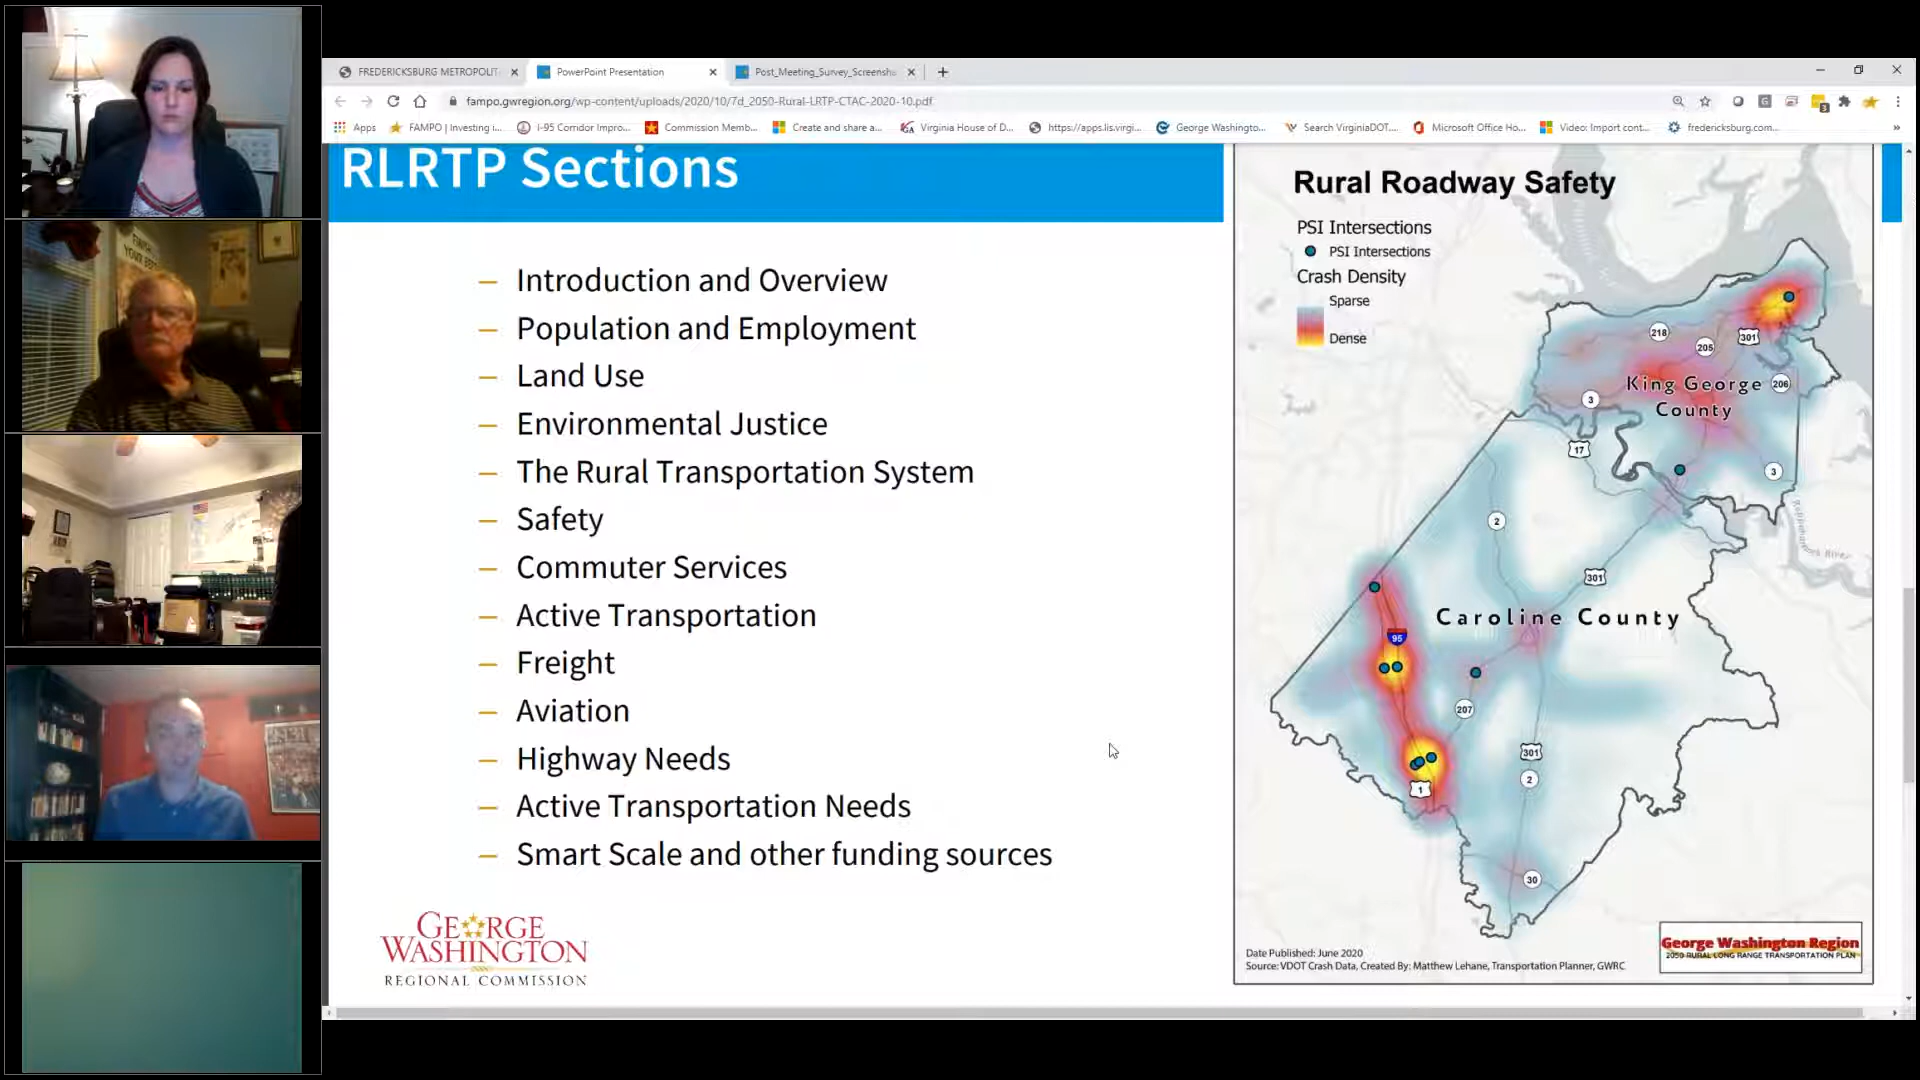 FREDERICKSBURG METROPOLIT
PowerPoint Presentation
Post_Meeting_Survey_Screensh
fampo.gwregion.org/wp-content/uploads/2020/10/7d_2050-Rural-LRTP-CTAC-2020-10.pdf
Apps
FAMPO | Investing i...
I-95 Corridor Impro...
Commission Memb...
Create and share a...
Virginia House of D...
https://apps.lis.virgi...
George Washingto...
Search VirginiaDOT....
Microsoft Office Ho...
Video: Import cont...
fredericksburg.com...
»
RLRTP Sections
– Introduction and Overview
– Population and Employment
– Land Use
– Environmental Justice
– The Rural Transportation System
– Safety
– Commuter Services
– Active Transportation
– Freight
– Aviation
– Highway Needs
– Active Transportation Needs
– Smart Scale and other funding sources
GEORGE
WASHINGTON
REGIONAL COMMISSION
Rural Roadway Safety
PSI Intersections
PSI Intersections
Crash Density
Sparse
Dense
218
205
301
King George
County
206
3
17
3
2
301
Rappahannock River
Caroline County
95
207
301
2
1
30
Date Published: June 2020
Source: VDOT Crash Data, Created By: Matthew Lehane, Transportation Planner, GWRC
George Washington Region
2050 RURAL LONG RANGE TRANSPORTATION PLAN
FINISH
YOUR BEER